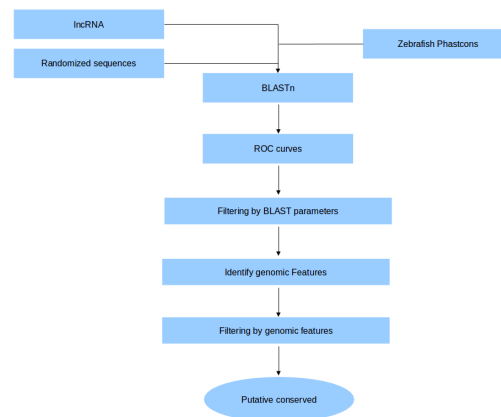 lncRNA
Zebrafish Phastcons
Randomized sequences
BLASTn
ROC curves
Filtering by BLAST parameters
Identify genomic Features
Filtering by genomic features
Putative conserved